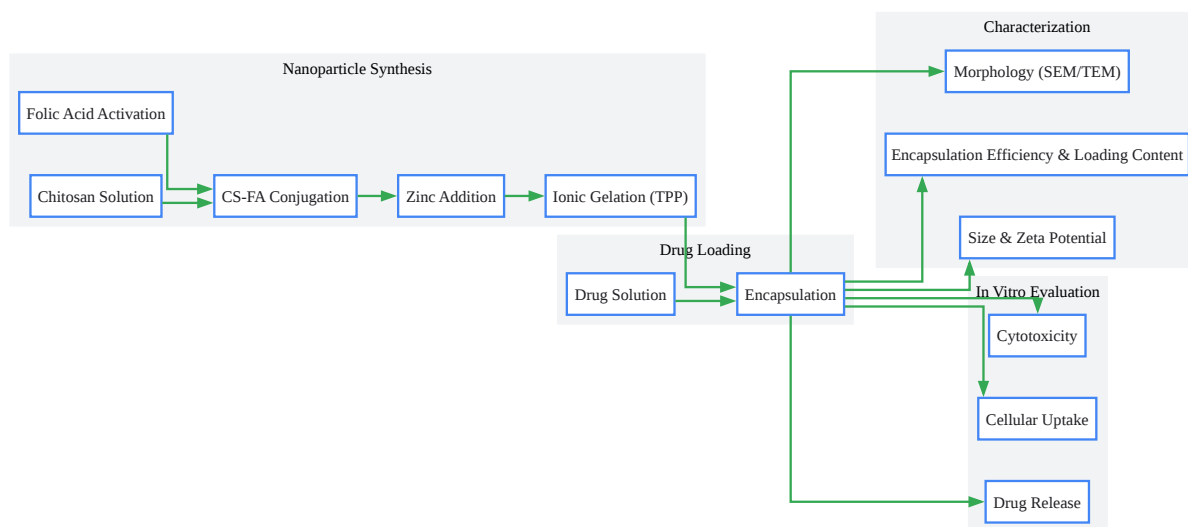 Nanoparticle Synthesis
Folic Acid Activation
Chitosan Solution
CS-FA Conjugation
Zinc Addition
Ionic Gelation (TPP)
Drug Loading
Drug Solution
Encapsulation
Characterization
Morphology (SEM/TEM)
Encapsulation Efficiency & Loading Content
Size & Zeta Potential
In Vitro Evaluation
Cytotoxicity
Cellular Uptake
Drug Release